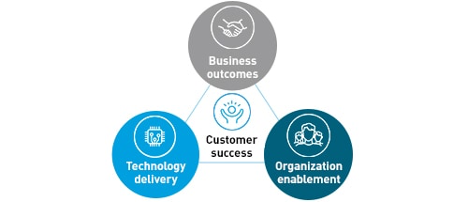 Business
outcomes
Customer
success
Technology
delivery
Organization
enablement